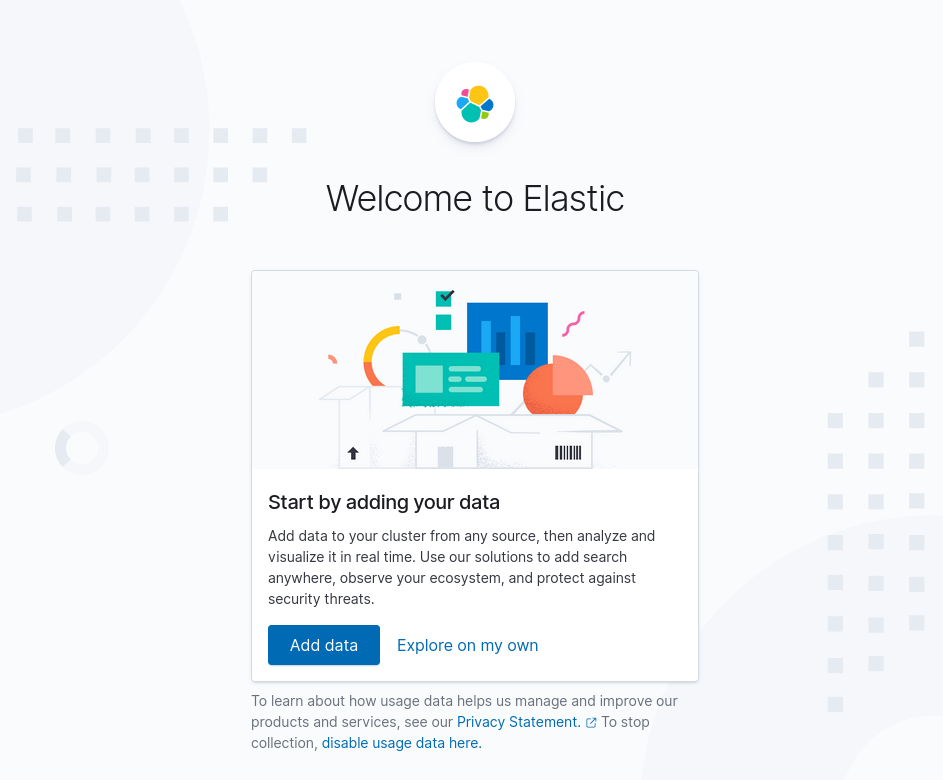 Welcome to Elastic
Start by adding your data
Add data to your cluster from any source, then analyze and
visualize it in real time. Use our solutions to add search
anywhere, observe your ecosystem, and protect against
security threats.
Add data Explore on my own
To learn about how usage data helps us manage and improve our
products and services, see our Privacy Statement. To stop
collection, disable usage data here.